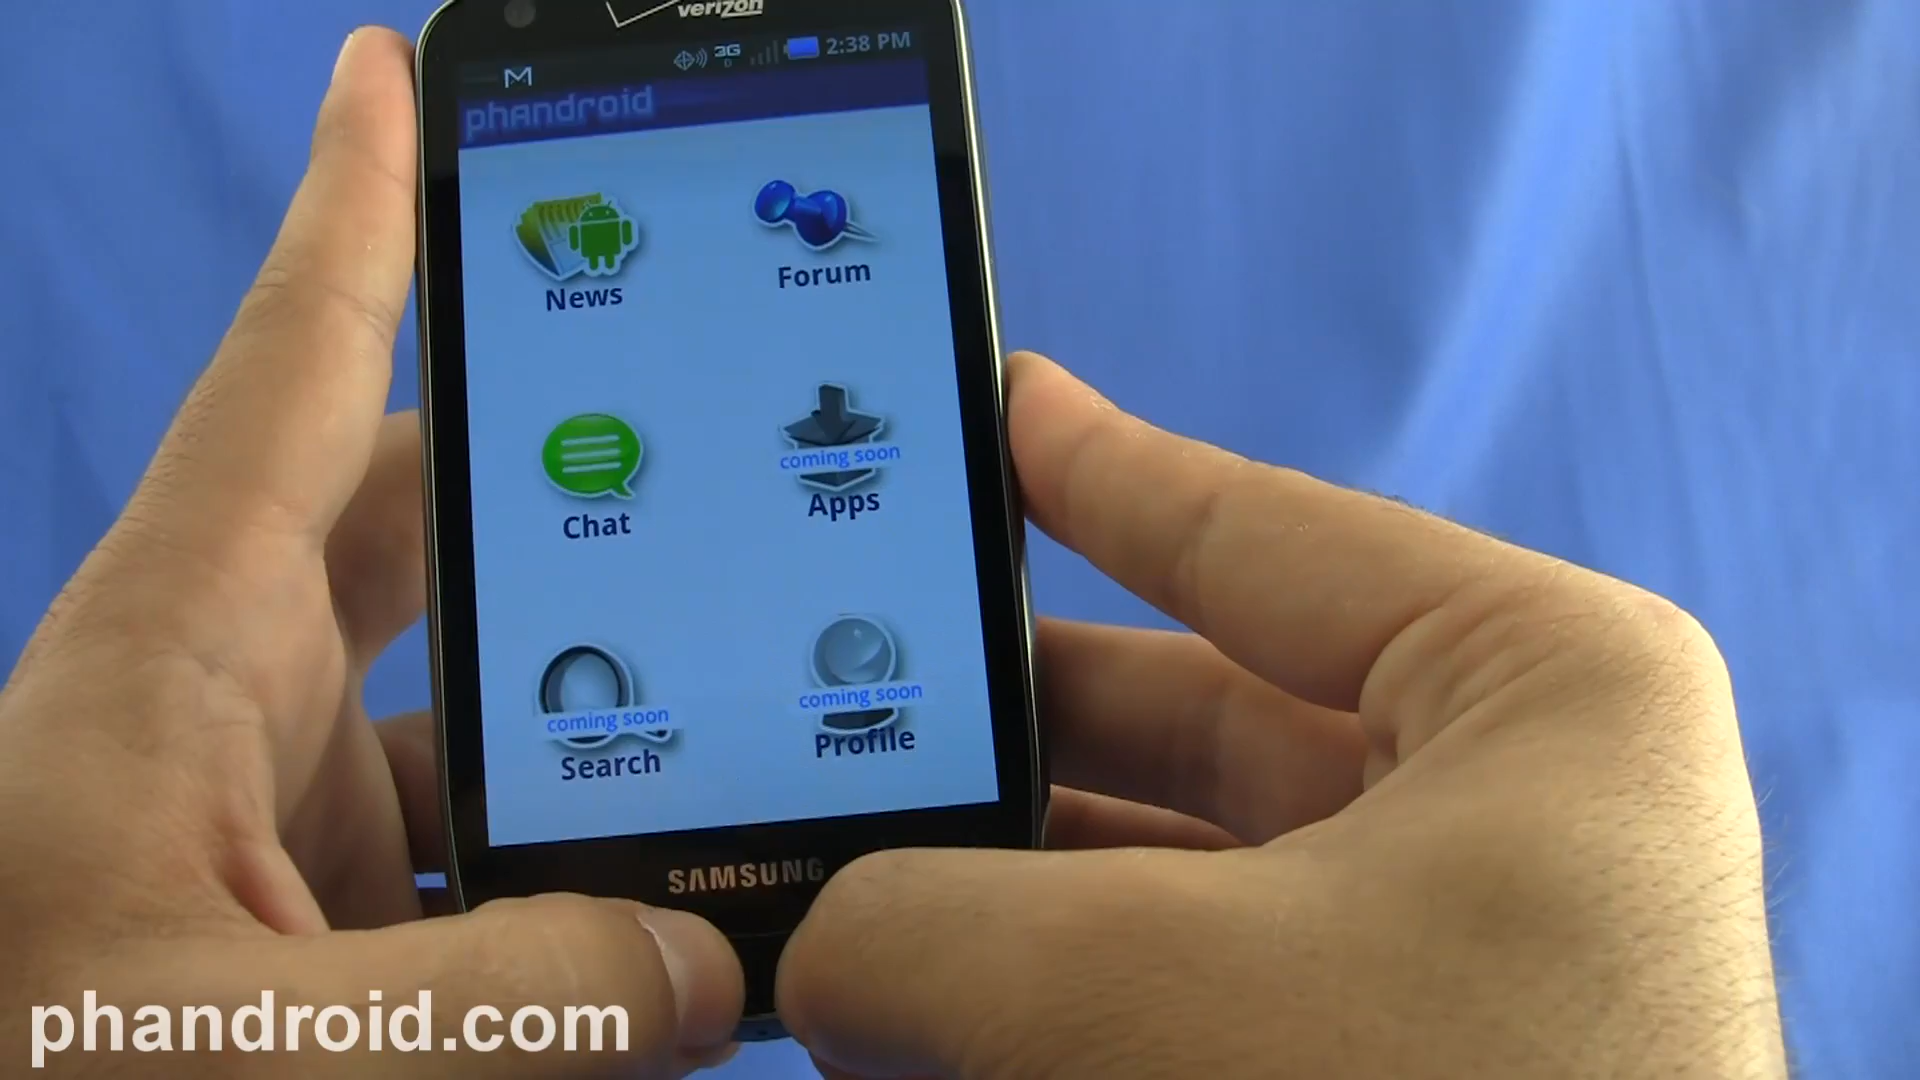 verizon
3G
D
2:38 PM
phandroid
News
Forum
Chat
coming soon
Apps
coming soon
Search
coming soon
Profile
SAMSUNG
phandroid.com